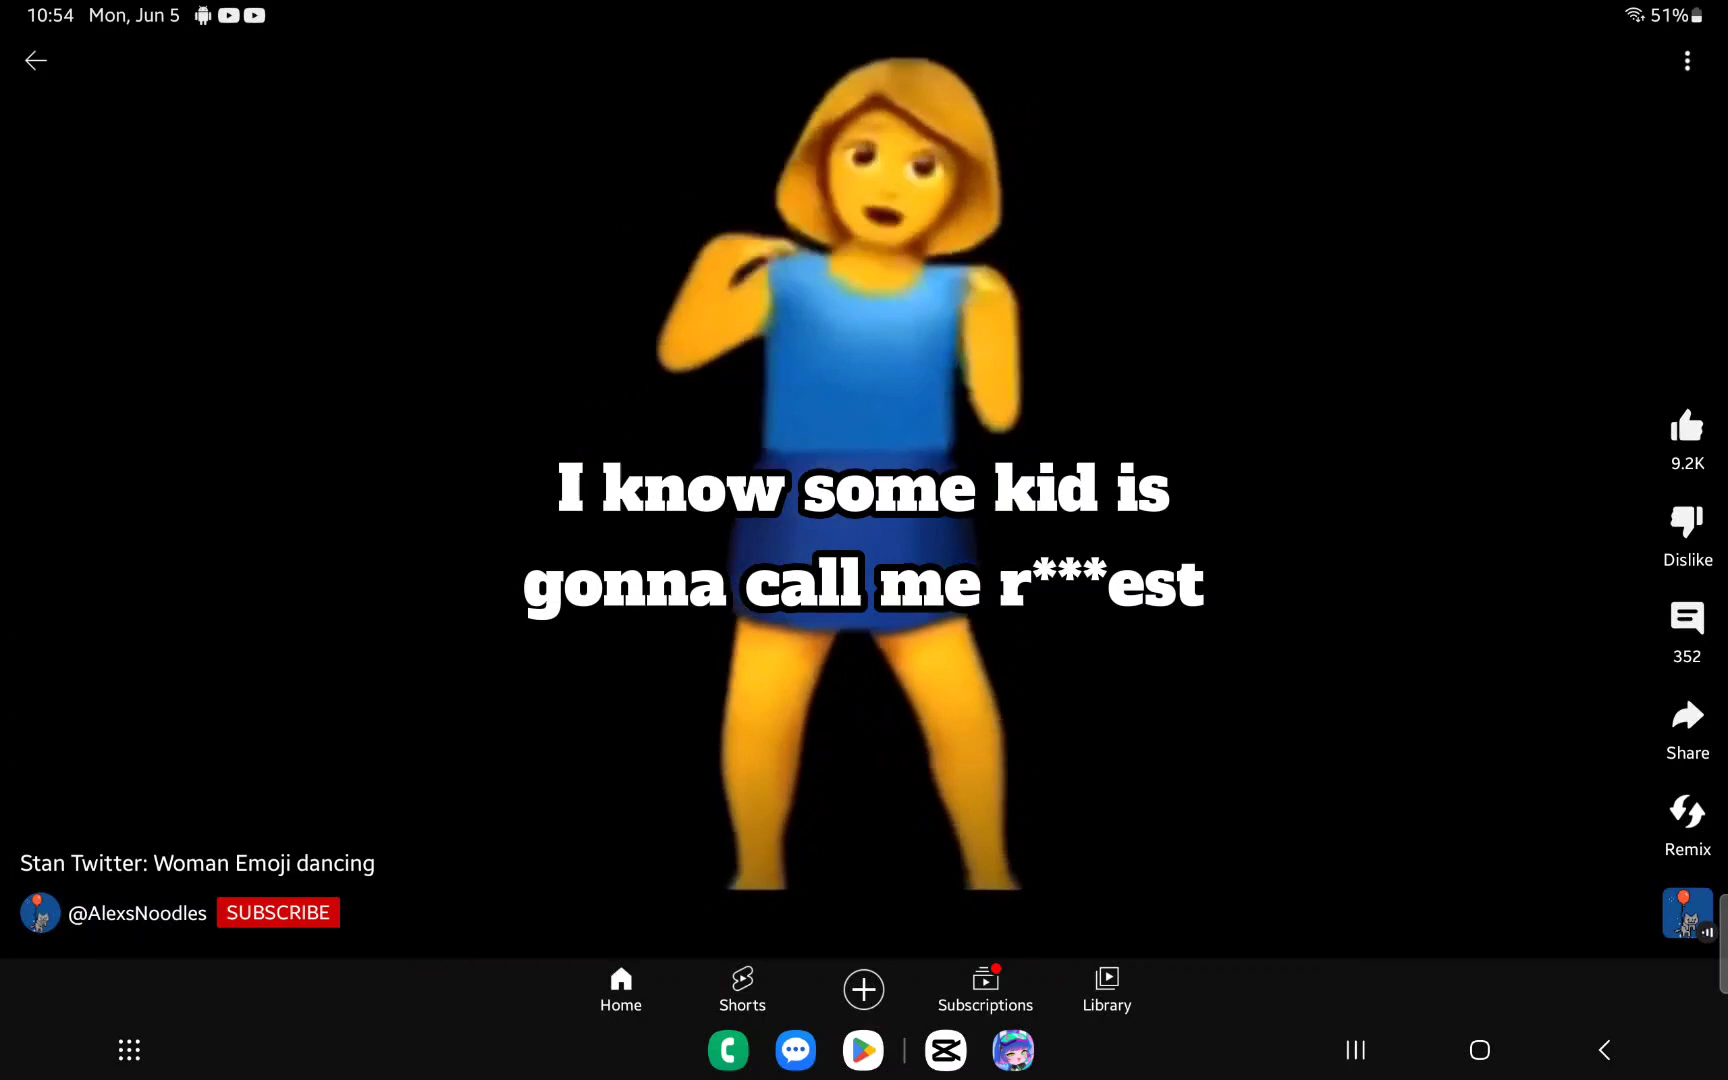 10:54 Mon, Jun 5
51%
I know some kid is
gonna call me r***est
9.2K
Dislike
352
Share
Remix
Stan Twitter: Woman Emoji dancing
@AlexsNoodles SUBSCRIBE
Home Shorts Subscriptions Library